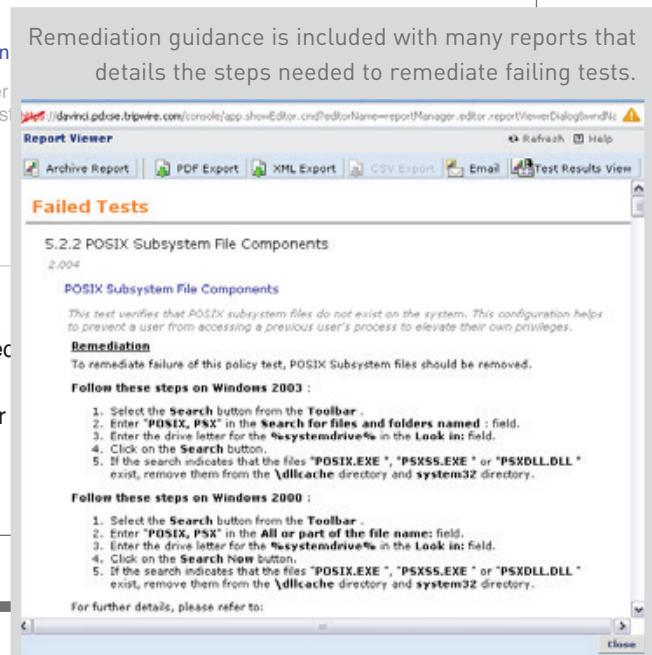 Remediation guidance is included with many reports that
details the steps needed to remediate failing tests.
https://davinci.pdxse.tripwire.com/console/app.showEditor.cmd?editorName=reportManager.editor.reportViewerDialog&wndNc
Report Viewer
Refresh Help
Archive Report PDF Export XML Export CSV Export Email Test Results View
Failed Tests
5.2.2 POSIX Subsystem File Components
2.004
POSIX Subsystem File Components
This test verifies that POSIX subsystem files do not exist on the system. This configuration helps
to prevent a user from accessing a previous user's process to elevate their own privileges.
Remediation
To remediate failure of this policy test, POSIX Subsystem files should be removed.
Follow these steps on Windows 2003 :
1. Select the Search button from the Toolbar .
2. Enter "POSIX, PSX" in the Search for files and folders named : field.
3. Enter the drive letter for the %systemdrive% in the Look in: field.
4. Click on the Search button.
5. If the search indicates that the files "POSIX.EXE ", "PSXSS.EXE " or "PSXDLL.DLL "
exist, remove them from the \dllcache directory and system32 directory.
Follow these steps on Windows 2000 :
1. Select the Search button from the Toolbar .
2. Enter "POSIX, PSX" in the All or part of the file name: field.
3. Enter the drive letter for the %systemdrive% in the Look in: field.
4. Click on the Search Now button.
5. If the search indicates that the files "POSIX.EXE ", "PSXSS.EXE " or "PSXDLL.DLL "
exist, remove them from the \dllcache directory and system32 directory.
For further details, please refer to:
Close